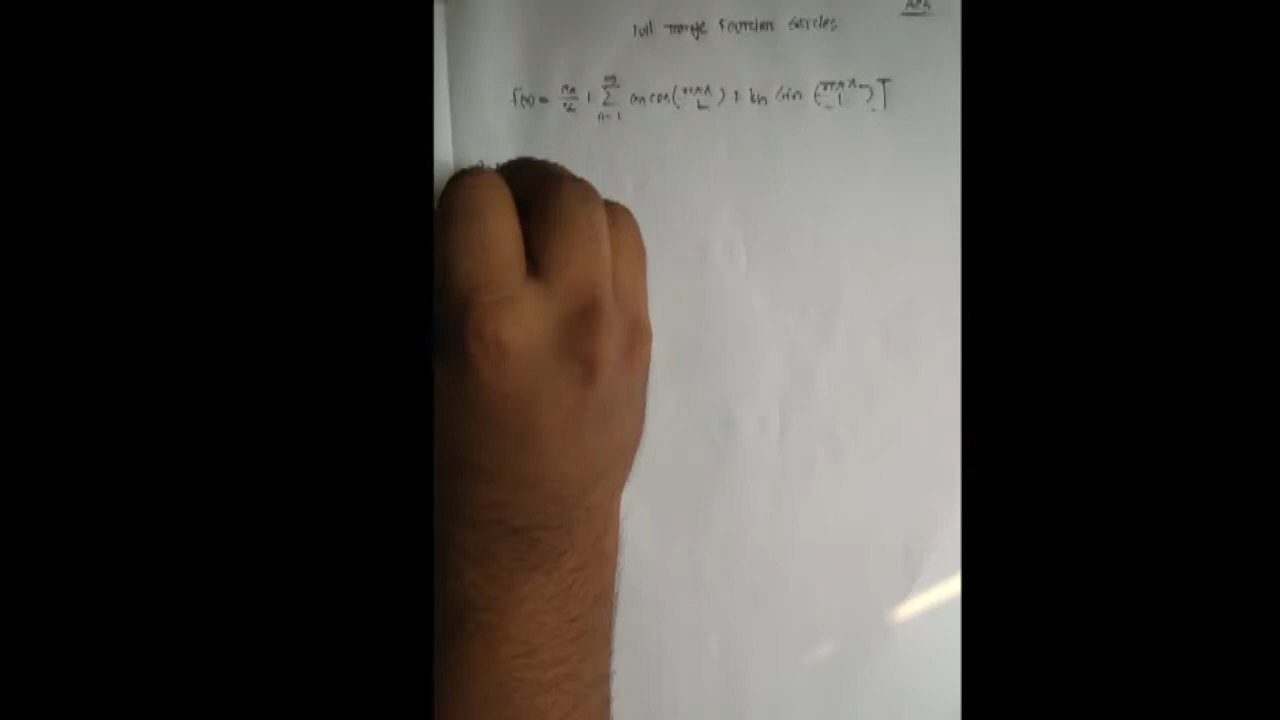 Full range Fourier Series
f(x) = a₀/2 + ∑ n=1 ∞ an cos(nπx/L) + bn Sin (nπx/L)]